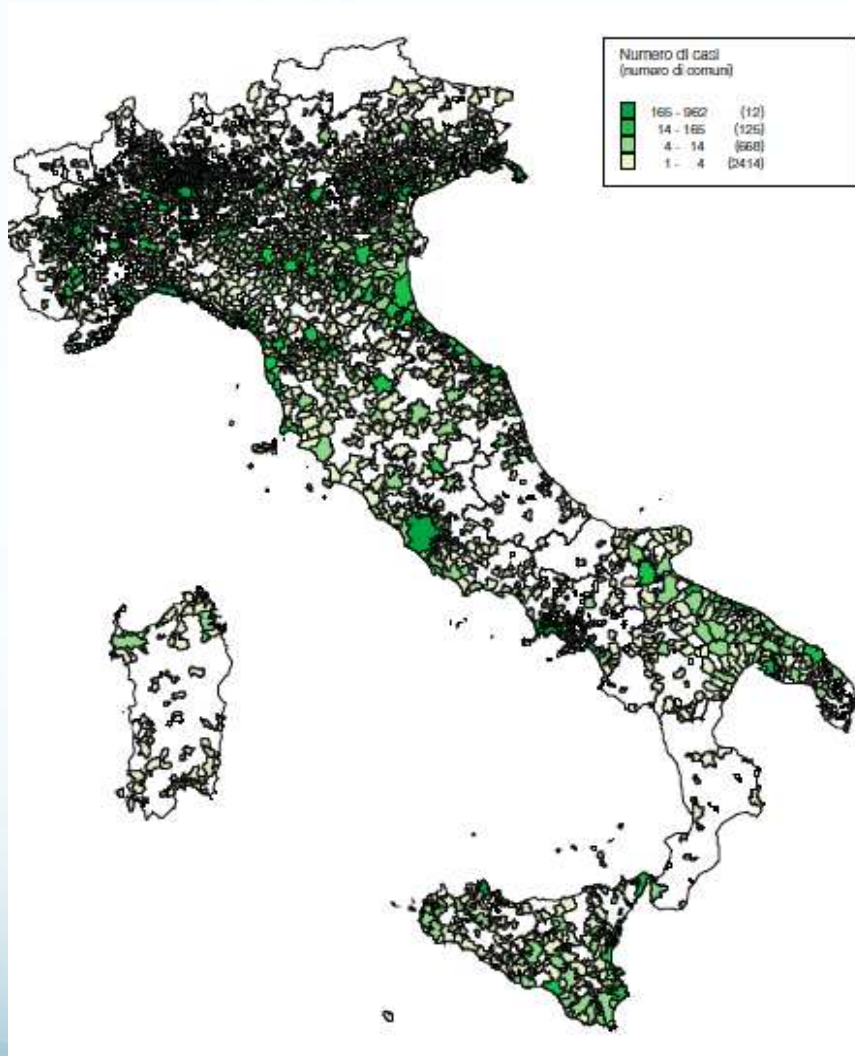 Numero di casi
(numero di comuni)
165 - 962 (12)
14 - 165 (125)
4 - 14 (668)
1 - 4 (2414)